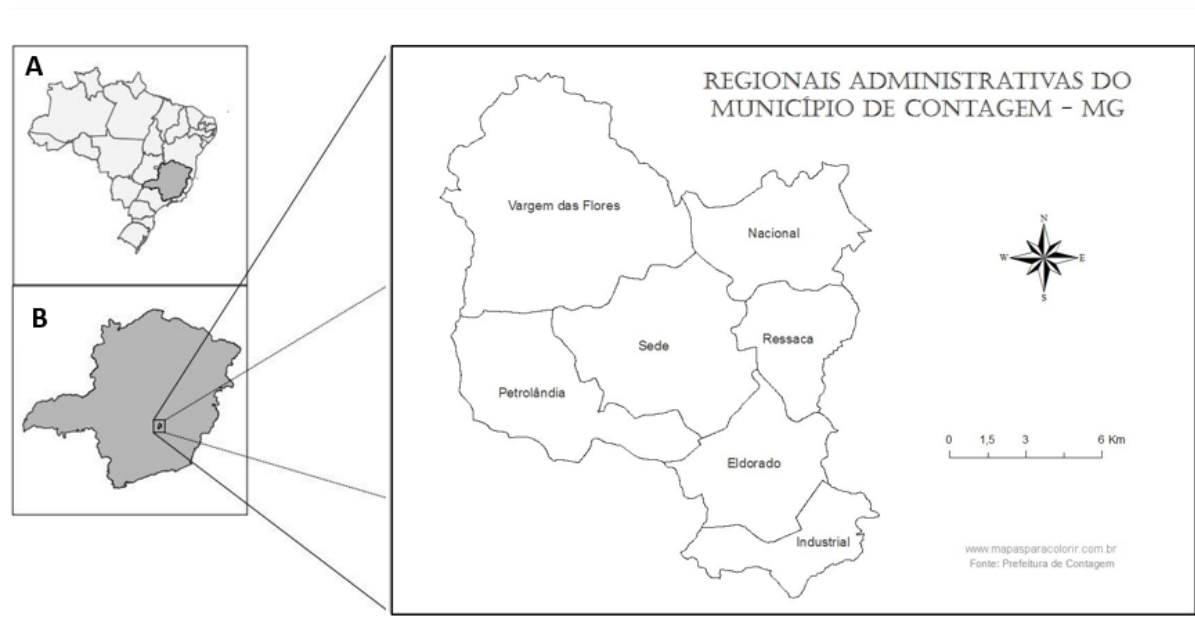 A
B
REGIONAIS ADMINISTRATIVAS DO
MUNICÍPIO DE CONTAGEM - MG
Vargem das Flores
Nacional
Sede
Ressaca
Petrolândia
Eldorado
Industrial
N
W E
S
0 1,5 3 6 Km
www.mapasparacolorir.com.br
Fonte: Prefeitura de Contagem